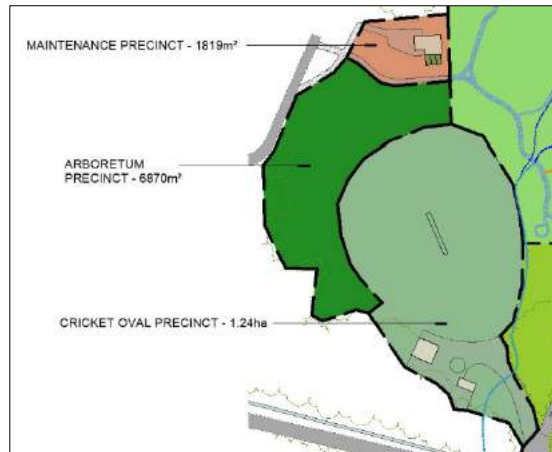 MAINTENANCE PRECINCT - 1819m²
ARBORETUM
PRECINCT - 6870m²
CRICKET OVAL PRECINCT - 1.24ha